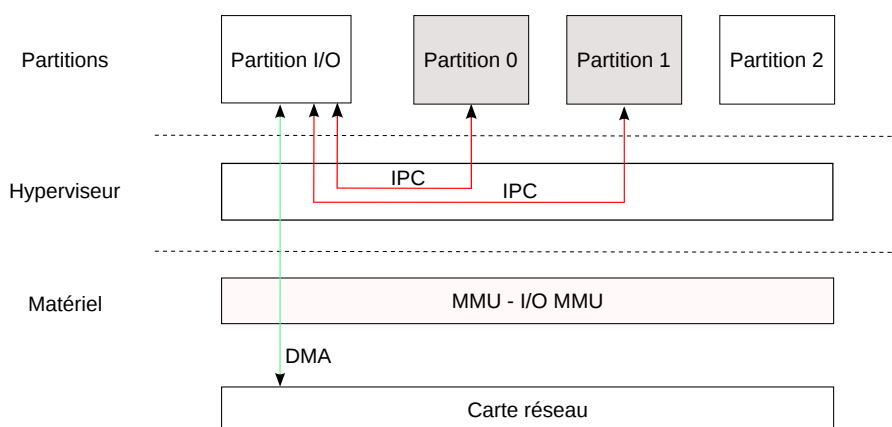 Partitions
Partition I/O
Partition 0
Partition 1
Partition 2
Hyperviseur
IPC
IPC
Matériel
MMU - I/O MMU
DMA
Carte réseau